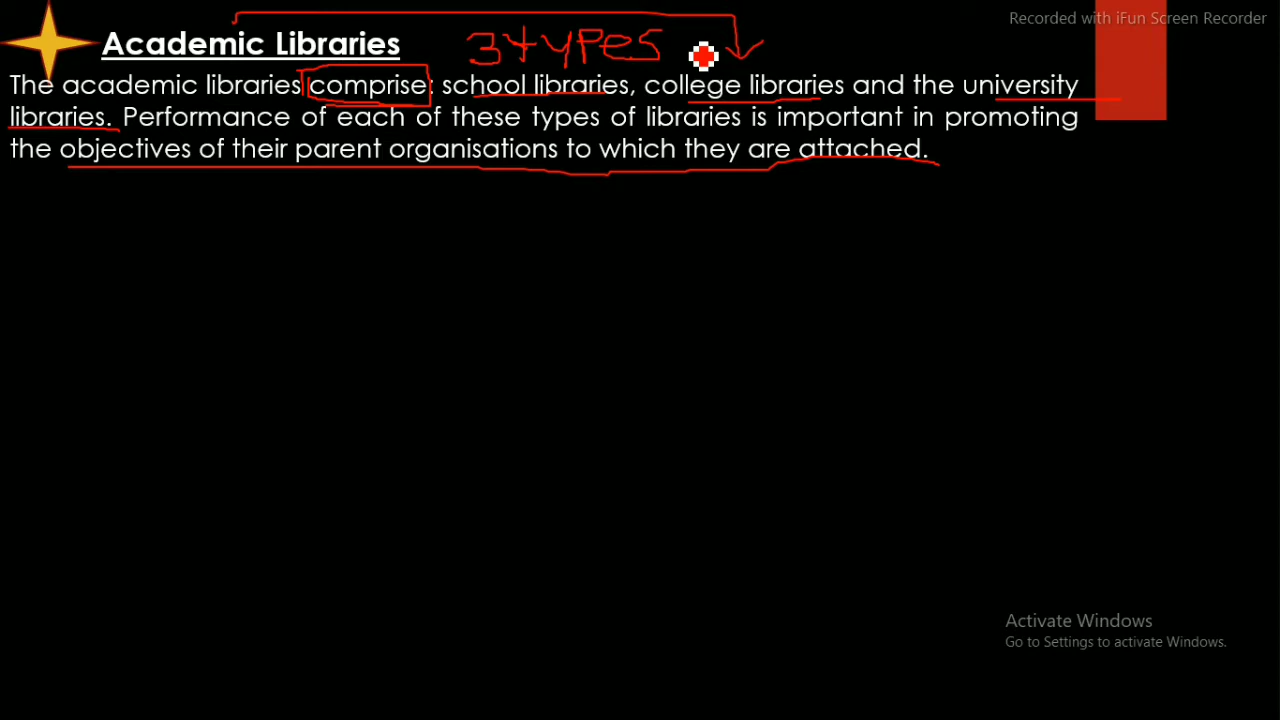 Recorded with iFun Screen Recorder
Academic Libraries 3 types
The academic libraries comprise: school libraries, college libraries and the university
libraries. Performance of each of these types of libraries is important in promoting
the objectives of their parent organisations to which they are attached.
Activate Windows
Go to Settings to activate Windows.